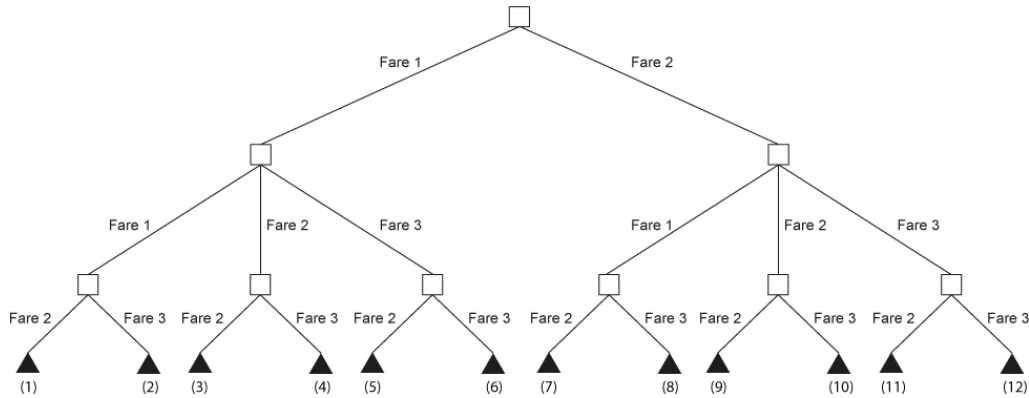 Fare 1 Fare 2
Fare 1 Fare 2 Fare 3 Fare 1 Fare 2 Fare 3
Fare 2 Fare 3 Fare 2 Fare 3 Fare 2 Fare 3 Fare 2 Fare 3 Fare 2 Fare 3 Fare 2 Fare 3
(1) (2) (3) (4) (5) (6) (7) (8) (9) (10) (11) (12)